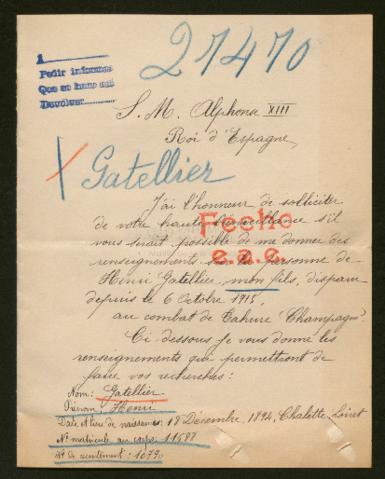 27470
1
Pedir informes
Que se han
Devolver
S. M. Alphonse XIII
Roi d'Espagne,
Gatellier
J'ai l'honneur de solliciter
de votre haute bienveillance s'il
vous serait possible de me donner des
renseignements sur la personne de
Henri Gatellier, mon fils, disparu
depuis le 6 Octobre 1915,
au combat de Tahure (Champagne)
Fecho
e.a.c.
Ci-dessous je vous donne les
renseignements qui permettront de
faire vos recherches:
Nom: Gatellier
Prénom: Henri
Date & lieu de naissance: 18 Décembre 1894, Chalette, Loiret
N° matricule au corps: 11588
N° de recrutement: 10790